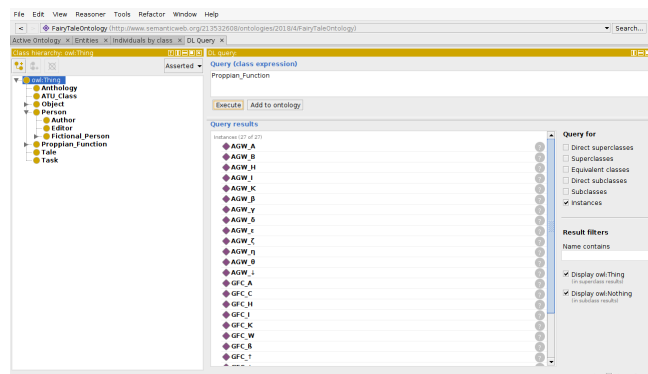 File Edit View Reasoner Tools Refactor Window Help
< FairyTaleOntology (http://www.semanticweb.org/213532608/ontologies/2018/4/FairyTaleOntology) Search...
Active Ontology × Entities × Individuals by class × DL Query ×
Class hierarchy: owl:Thing
Asserted
owl:Thing
Anthology
ATU_Class
Object
Person
Author
Editor
Fictional_Person
Proppian_Function
Tale
Task
DL query:
Query (class expression)
Proppian_Function
Execute Add to ontology
Query results
Instances (27 of 27)
AGW_A
AGW_B
AGW_H
AGW_I
AGW_K
AGW_β
AGW_γ
AGW_δ
AGW_ε
AGW_ζ
AGW_η
AGW_θ
AGW_↓
GFC_A
GFC_C
GFC_H
GFC_I
GFC_K
GFC_W
GFC_ß
GFC_↑
Query for
Direct superclasses
Superclasses
Equivalent classes
Direct subclasses
Subclasses
Instances
Result filters
Name contains
Display owl:Thing
(in superclass results)
Display owl:Nothing
(in subclass results)